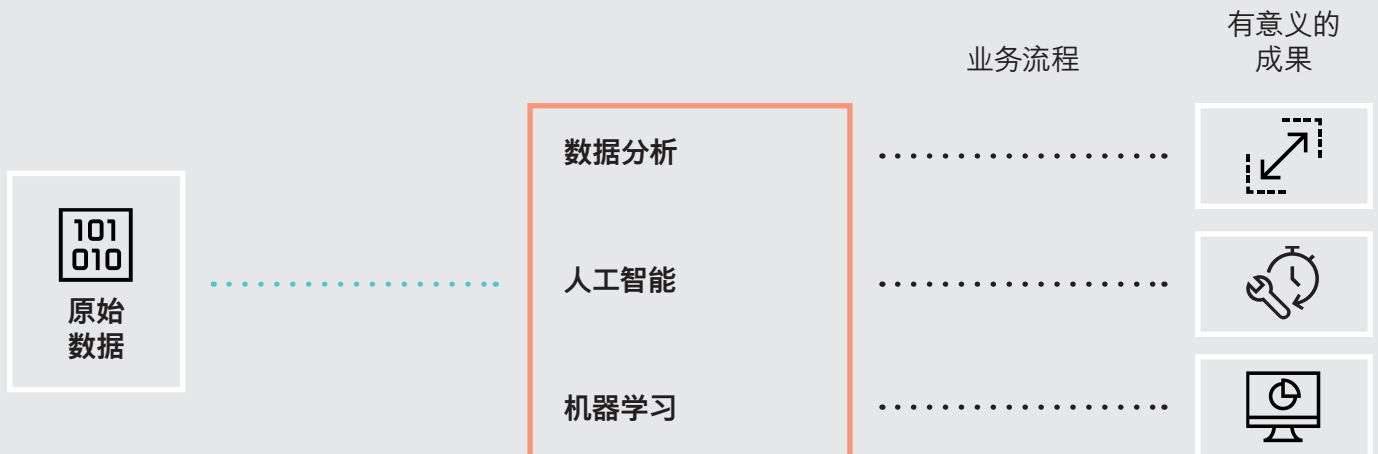 业务流程
有意义的
成果
数据分析
101
010
原始
数据
人工智能
机器学习